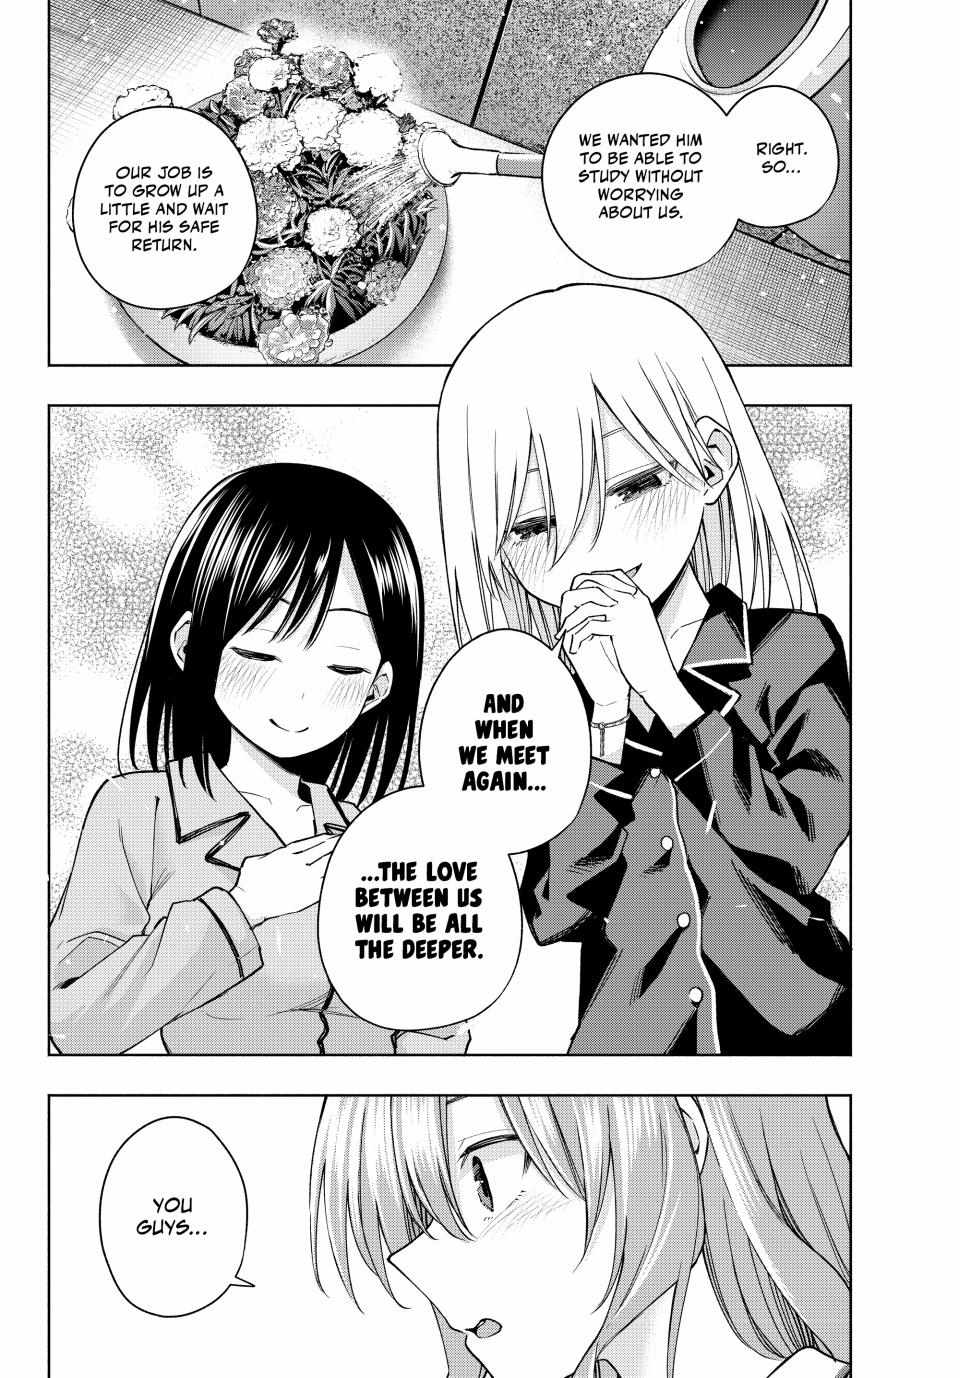 RIGHT.
SO...
WE WANTED HIM
TO BE ABLE TO
STUDY WITHOUT
WORRYING
ABOUT US.
OUR JOB IS
TO GROW UP A
LITTLE AND WAIT
FOR HIS SAFE
RETURN.
AND
WHEN
WE MEET
AGAIN...
...THE LOVE
BETWEEN US
WILL BE ALL
THE DEEPER.
YOU
GUYS...